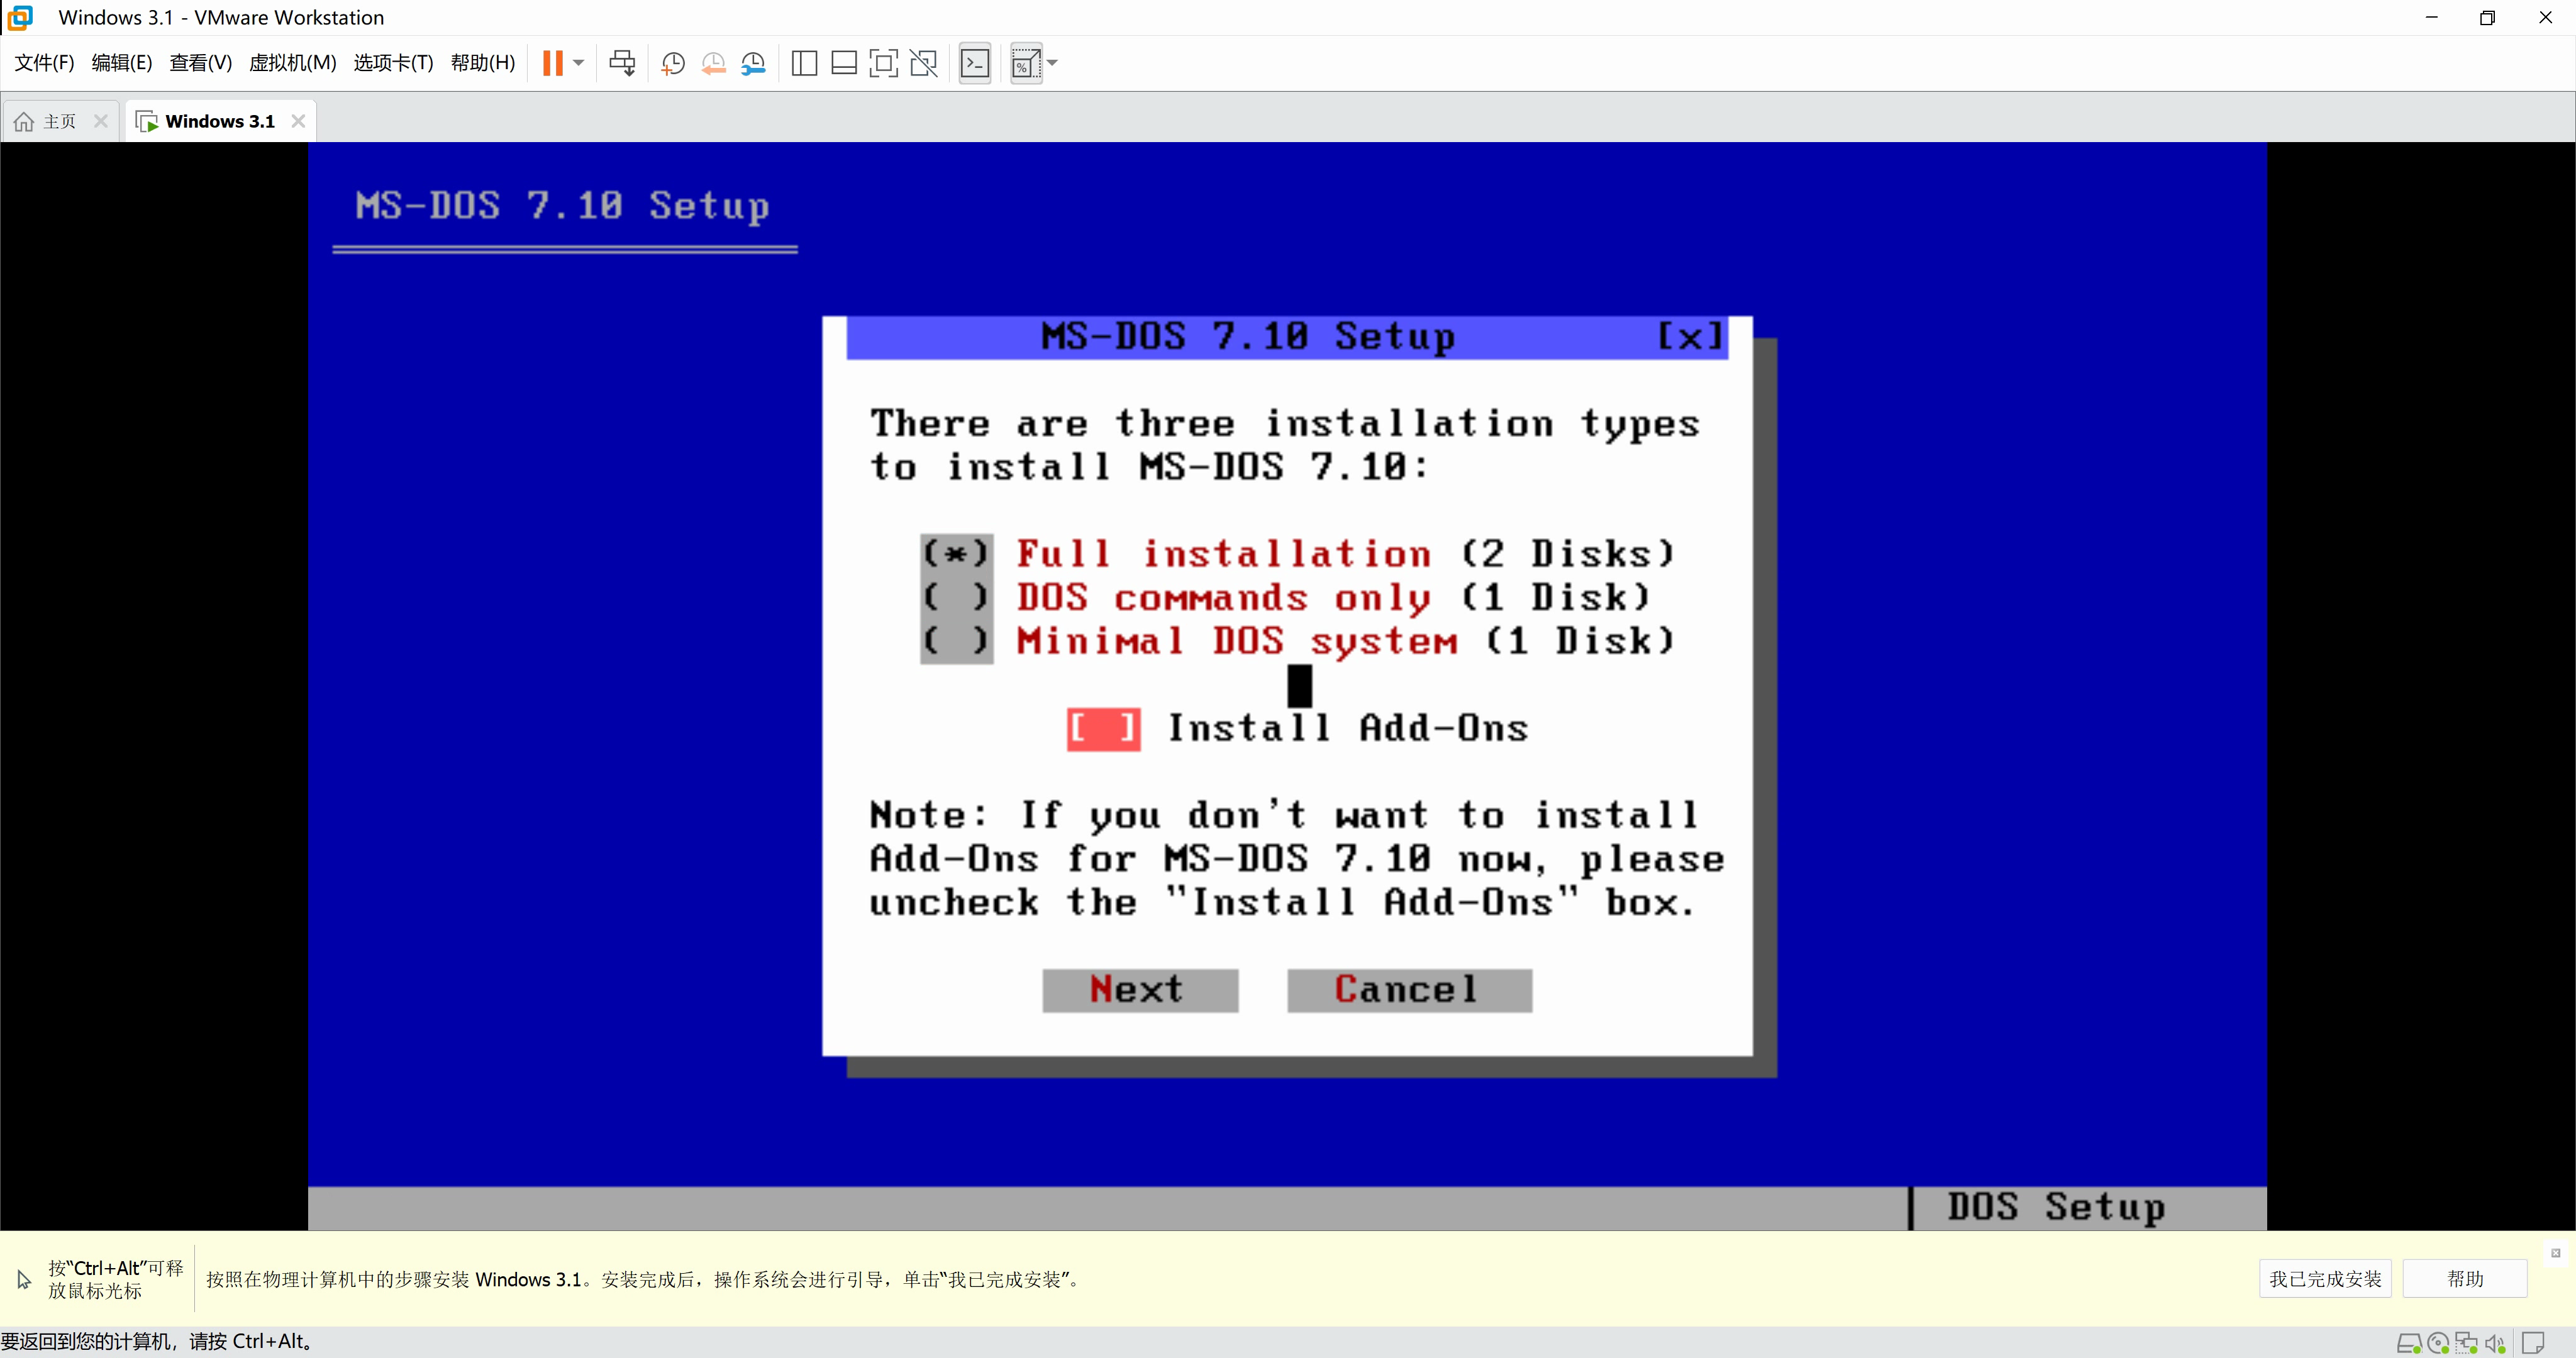 Windows 3.1 - VMware Workstation
文件(F) 编辑(E) 查看(V) 虚拟机(M) 选项卡(T) 帮助(H)
主页 Windows 3.1
MS-DOS 7.10 Setup
MS-DOS 7.10 Setup [x]
There are three installation types
to install MS-DOS 7.10:
(*) Full installation (2 Disks)
( ) DOS commands only (1 Disk)
( ) Minimal DOS system (1 Disk)
[ ] Install Add-Ons
Note: If you don't want to install
Add-Ons for MS-DOS 7.10 now, please
uncheck the "Install Add-Ons" box.
Next Cancel
DOS Setup
按“Ctrl+Alt”可释
放鼠标光标
按照在物理计算机中的步骤安装 Windows 3.1。安装完成后，操作系统会进行引导，单击“我已完成安装”。
我已完成安装 帮助
要返回到您的计算机，请按 Ctrl+Alt。